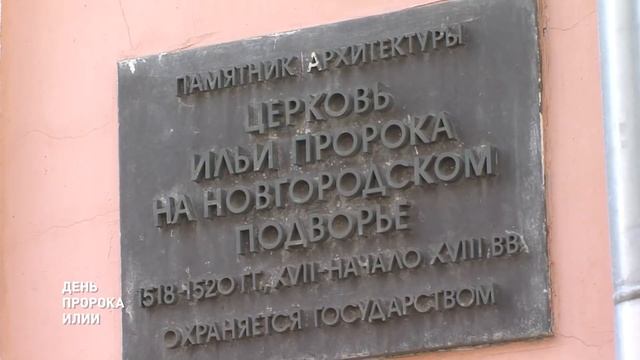 ПАМЯТНИК АРХИТЕКТУРЫ
ЦЕРКОВЬ
ИЛЬИ ПРОРОКА
НА НОВГОРОДСКОМ
ПОДВОРЬЕ
1518-1520 ГГ., XVII-НАЧАЛО XVIII ВВ.
ОХРАНЯЕТСЯ ГОСУДАРСТВОМ
ДЕНЬ
ПРОРОКА
ИЛИИ